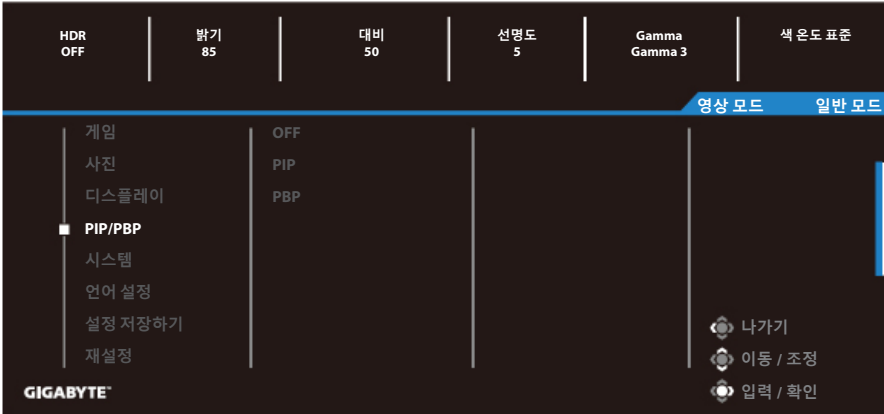 HDR 밝기 대비 선명도 Gamma 색 온도 표준
OFF 85 50 5 Gamma 3
영상 모드 일반 모드
게임 OFF
사진 PIP
디스플레이 PBP
PIP/PBP
시스템
언어 설정
설정 저장하기
나가기
재설정
이동 / 조정
GIGABYTE™
입력 / 확인